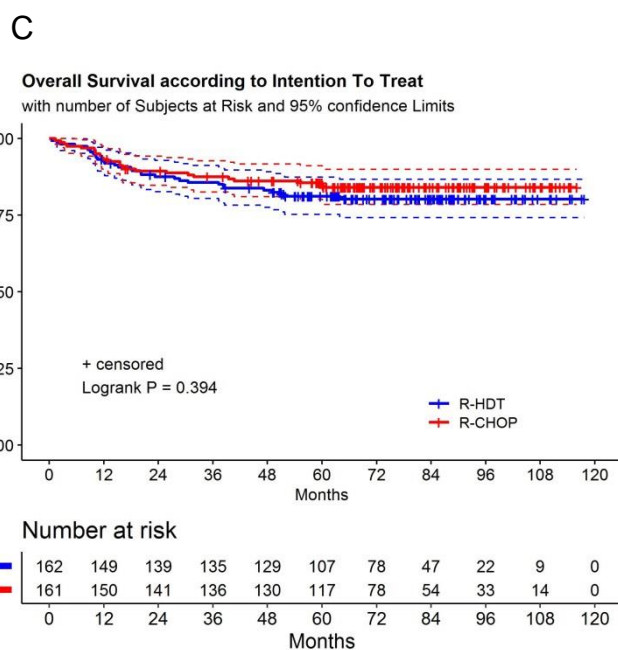 C
Overall Survival according to Intention To Treat
with number of Subjects at Risk and 95% confidence Limits
00
75
50
25
00
+ censored
Logrank P = 0.394
R-HDT
R-CHOP
0 12 24 36 48 60 72 84 96 108 120
Months
Number at risk
162 149 139 135 129 107 78 47 22 9 0
161 150 141 136 130 117 78 54 33 14 0
0 12 24 36 48 60 72 84 96 108 120
Months